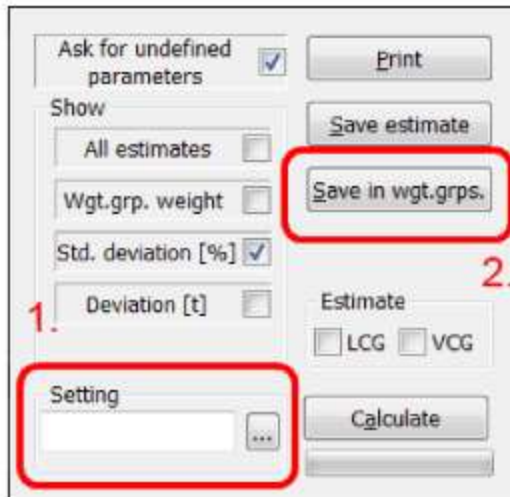 Ask for undefined
parameters
Print
Show
Save estimate
All estimates
Wgt.grp. weight
Save in wgt.grps.
Std. deviation [%]
2.
Deviation [t]
1.
Estimate
LCG
VCG
Setting
...
Calculate